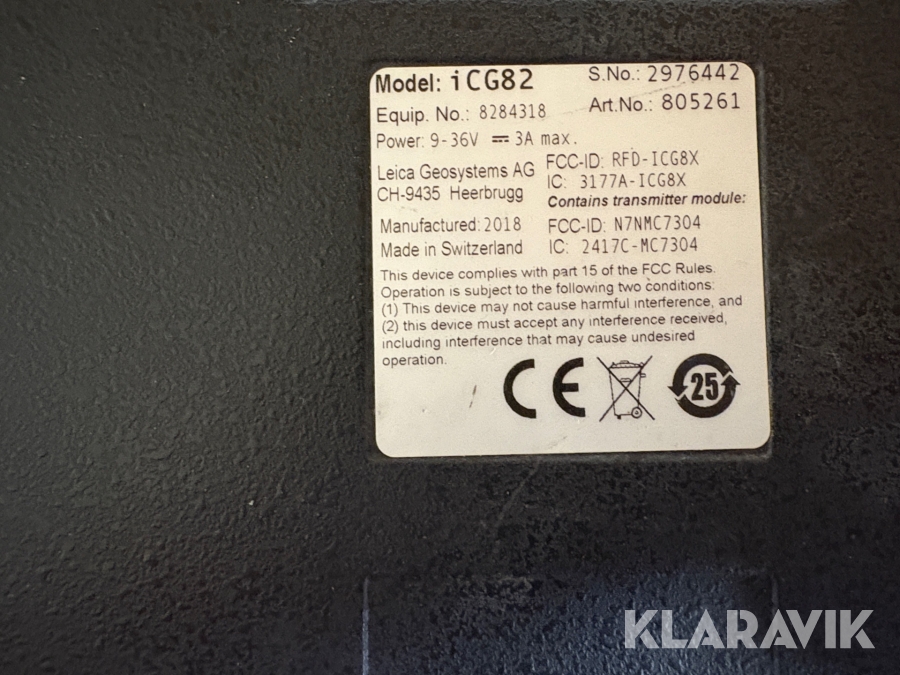 Model: iCG82
S.No.: 2976442
Equip. No.: 8284318
Art.No.: 805261
Power: 9-36V ⎓ 3A max.
Leica Geosystems AG
CH-9435 Heerbrugg
FCC-ID: RFD-ICG8X
IC: 3177A-ICG8X
Contains transmitter module:
Manufactured: 2018
Made in Switzerland
FCC-ID: N7NMC7304
IC: 2417C-MC7304
This device complies with part 15 of the FCC Rules.
Operation is subject to the following two conditions:
(1) This device may not cause harmful interference, and
(2) this device must accept any interference received,
including interference that may cause undesired
operation.
CE
25
KLARAVIK